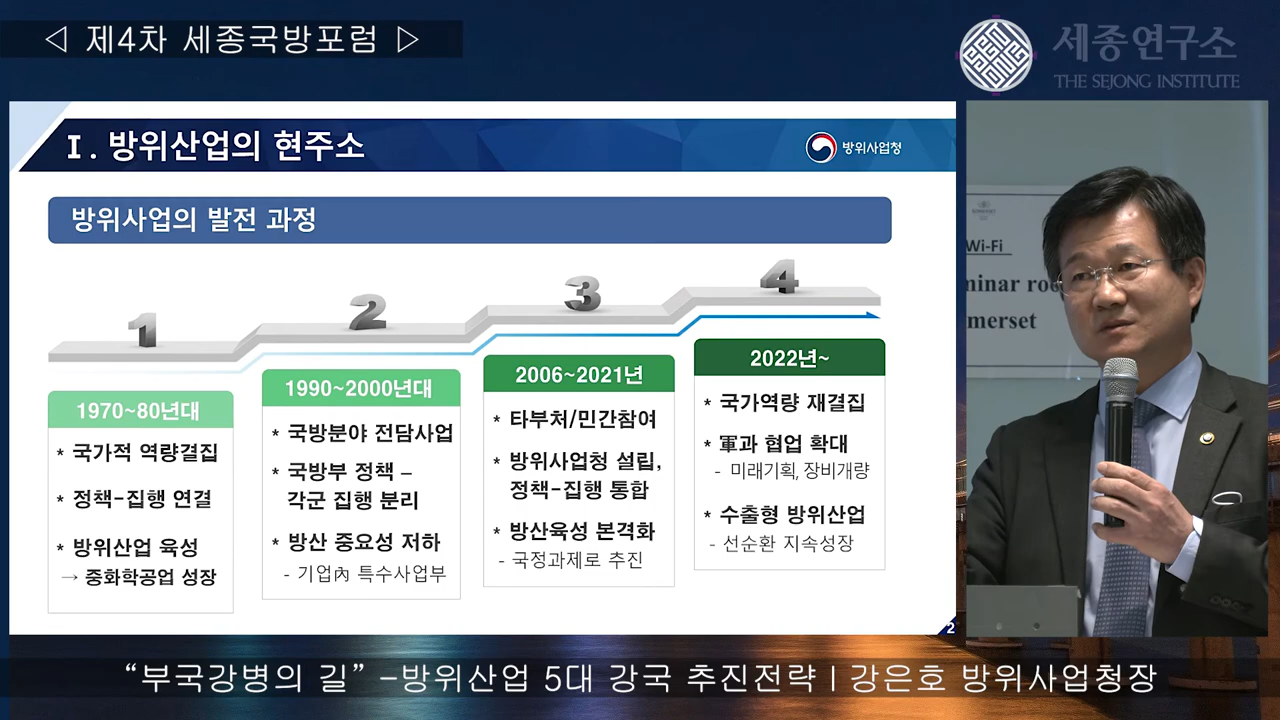 ◁ 제4차 세종국방포럼 ▷
세종연구소
THE SEJONG INSTITUTE
Ⅰ. 방위산업의 현주소
방위사업청
방위사업의 발전 과정
1
2
3
4
1970~80년대
* 국가적 역량결집
* 정책-집행 연결
* 방위산업 육성
→ 중화학공업 성장
1990~2000년대
* 국방분야 전담사업
* 국방부 정책 –
각군 집행 분리
* 방산 중요성 저하
- 기업內 특수사업부
2006~2021년
* 타부처/민간참여
* 방위사업청 설립,
정책-집행 통합
* 방산육성 본격화
- 국정과제로 추진
2022년~
* 국가역량 재결집
* 軍과 협업 확대
- 미래기획, 장비개량
* 수출형 방위산업
- 선순환 지속성장
2
Wi-Fi
minar roo
merset
“부국강병의 길” -방위산업 5대 강국 추진전략 | 강은호 방위사업청장